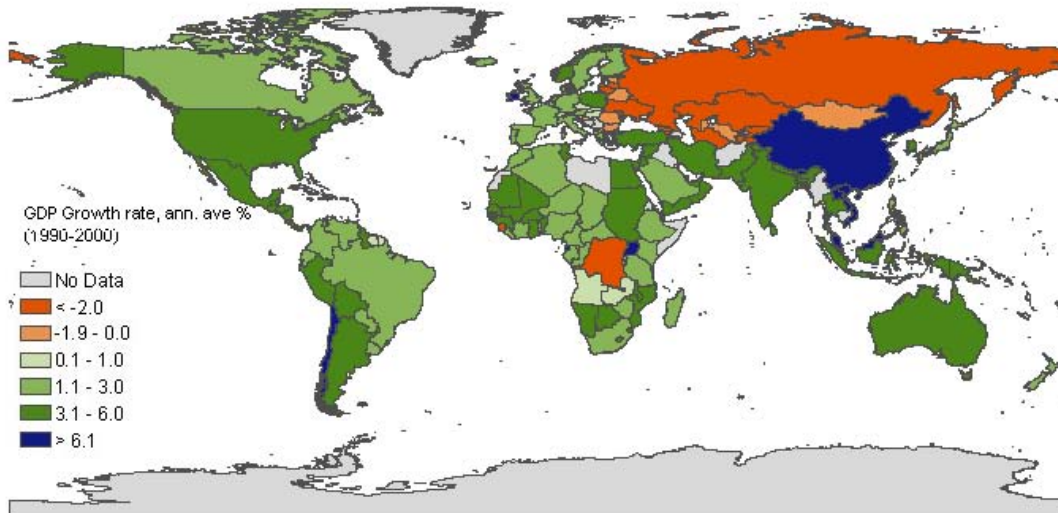 GDP Growth rate, ann. ave %
(1990-2000)
No Data
< -2.0
-1.9 - 0.0
0.1 - 1.0
1.1 - 3.0
3.1 - 6.0
> 6.1